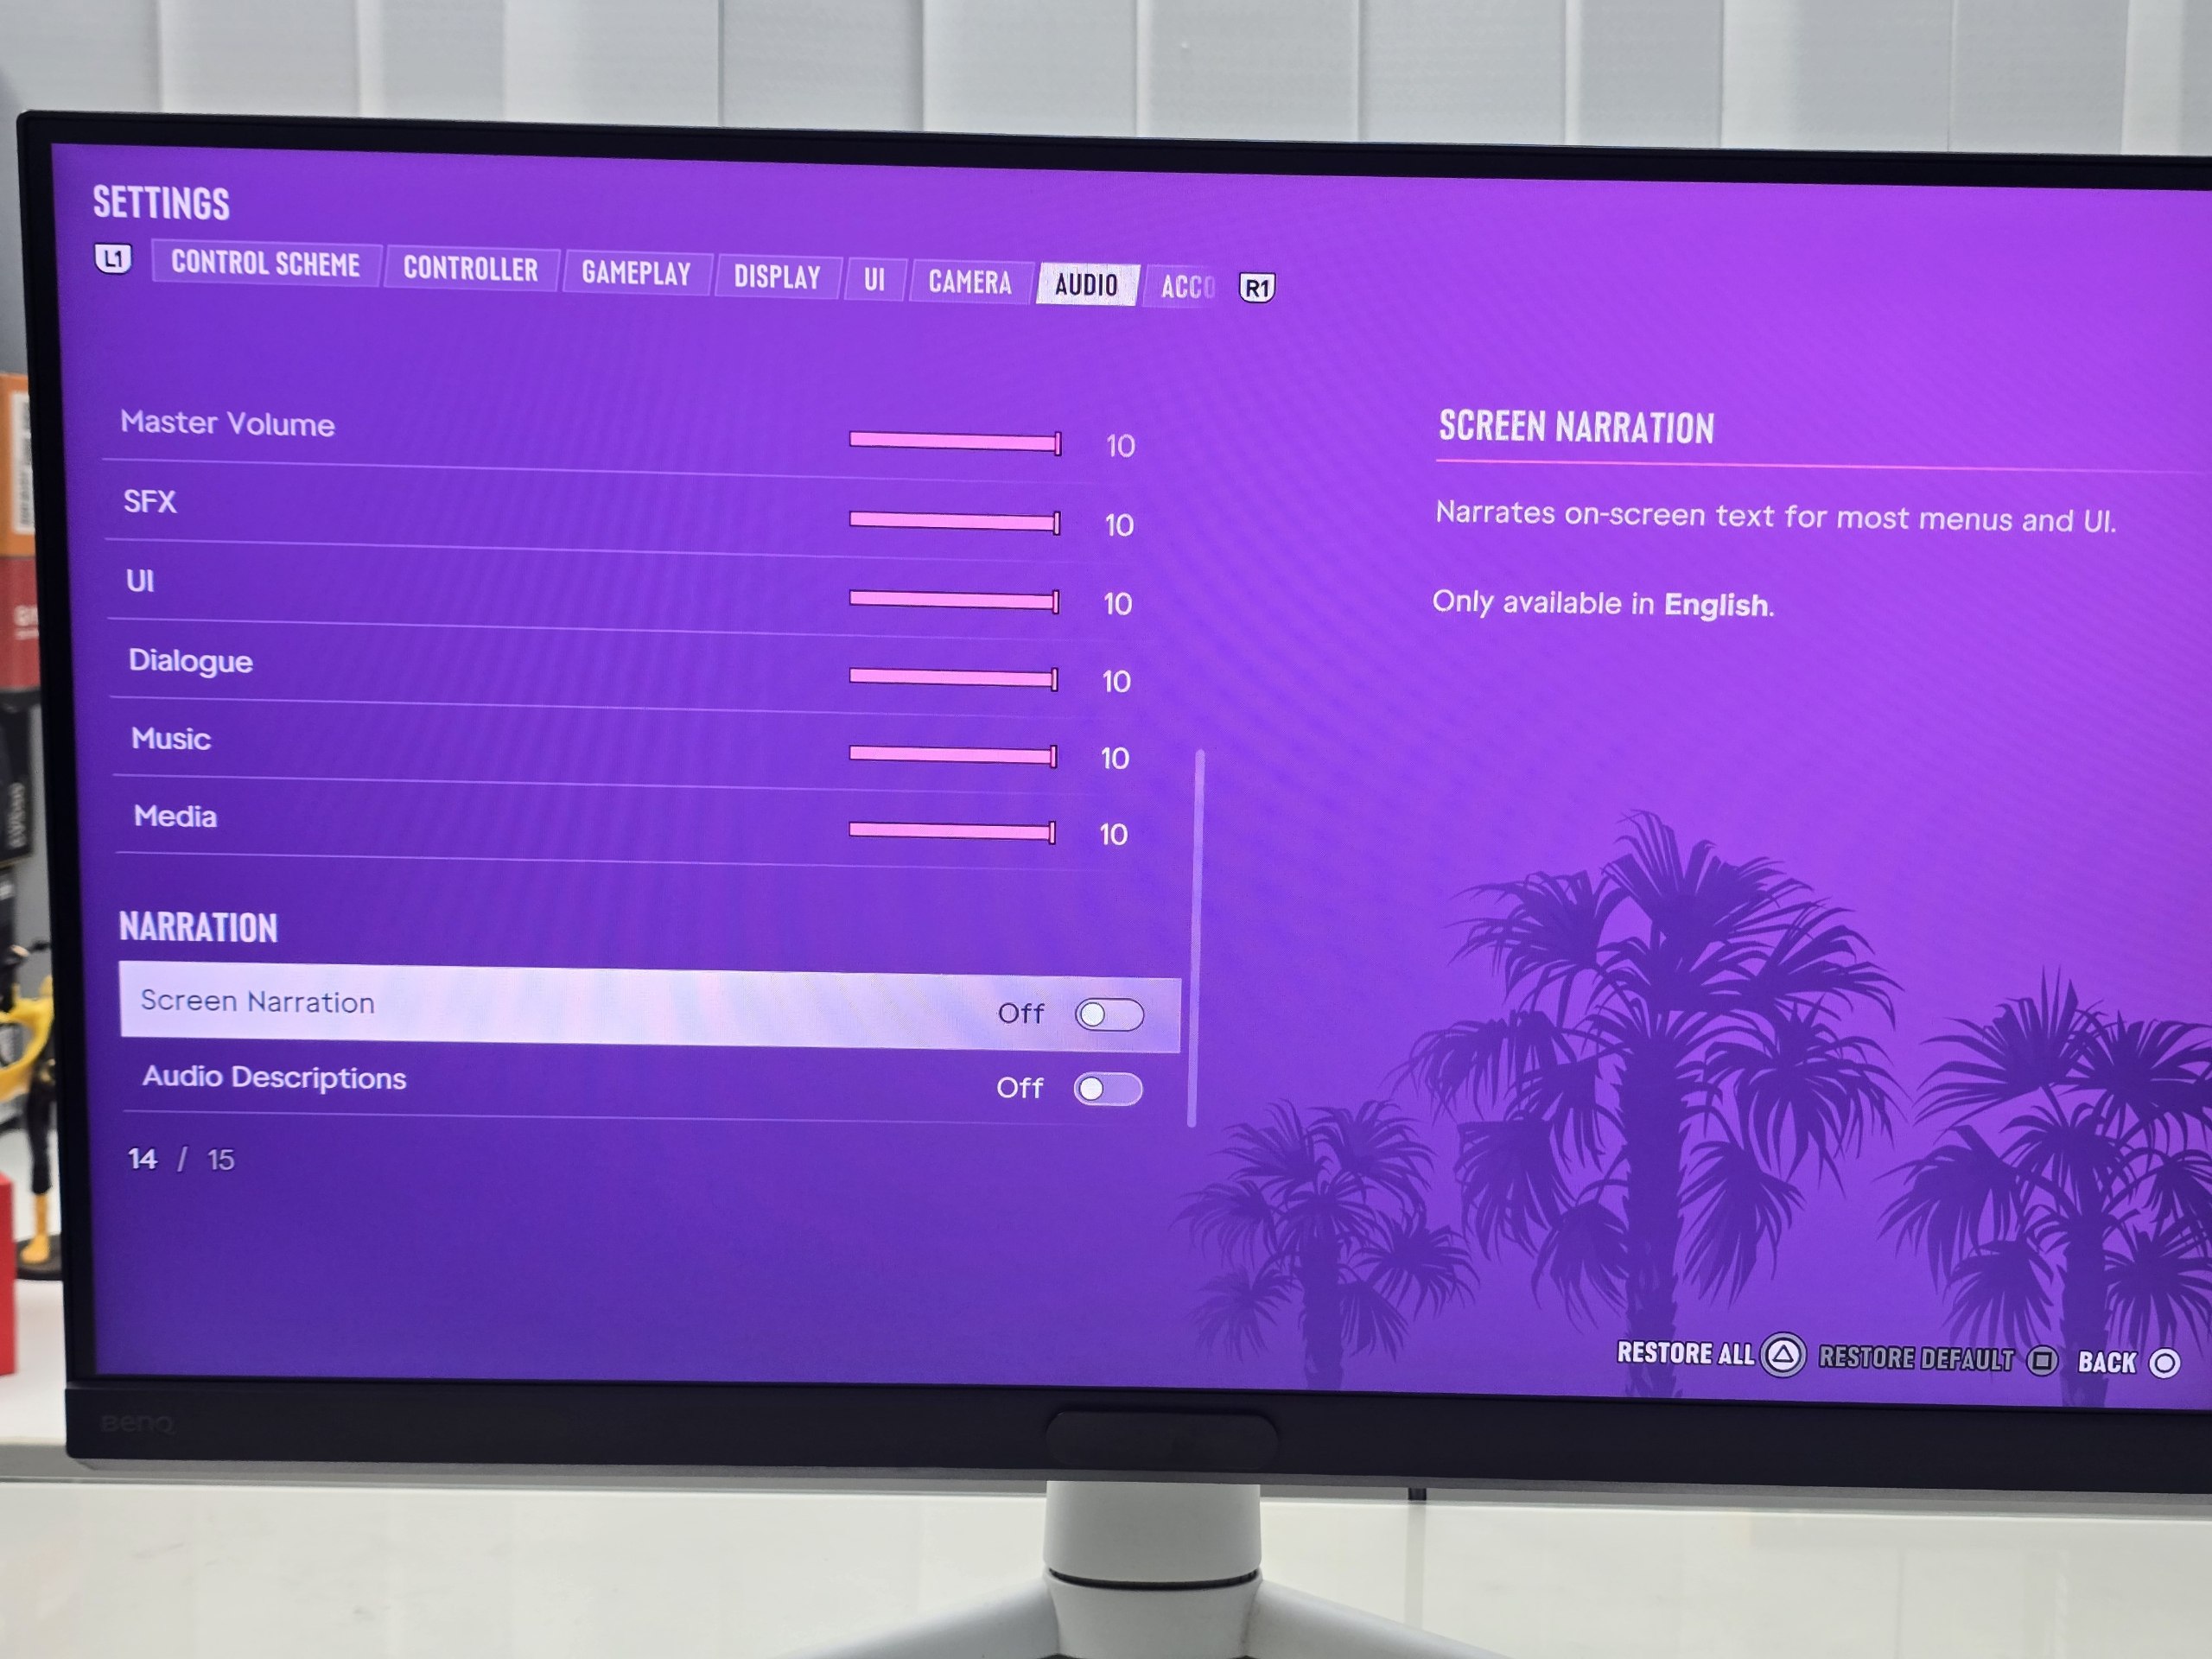 SETTINGS
L1 CONTROL SCHEME CONTROLLER GAMEPLAY DISPLAY UI CAMERA AUDIO ACCO R1
Master Volume 10
SFX 10
UI 10
Dialogue 10
Music 10
Media 10
NARRATION
Screen Narration Off
Audio Descriptions Off
14 / 15
SCREEN NARRATION
Narrates on-screen text for most menus and UI.
Only available in English.
RESTORE ALL RESTORE DEFAULT BACK
BenQ